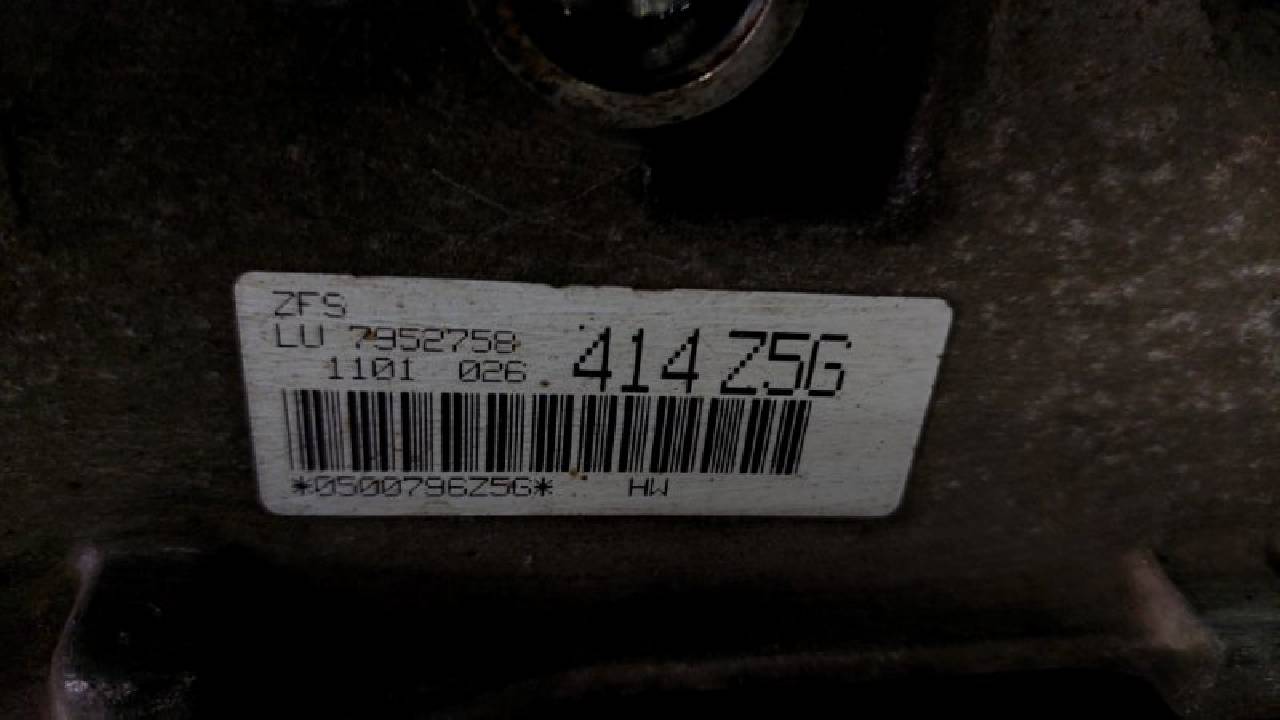 ZFS
LU 7952758
1101 026 414 Z5G
*0500796Z5G* HW